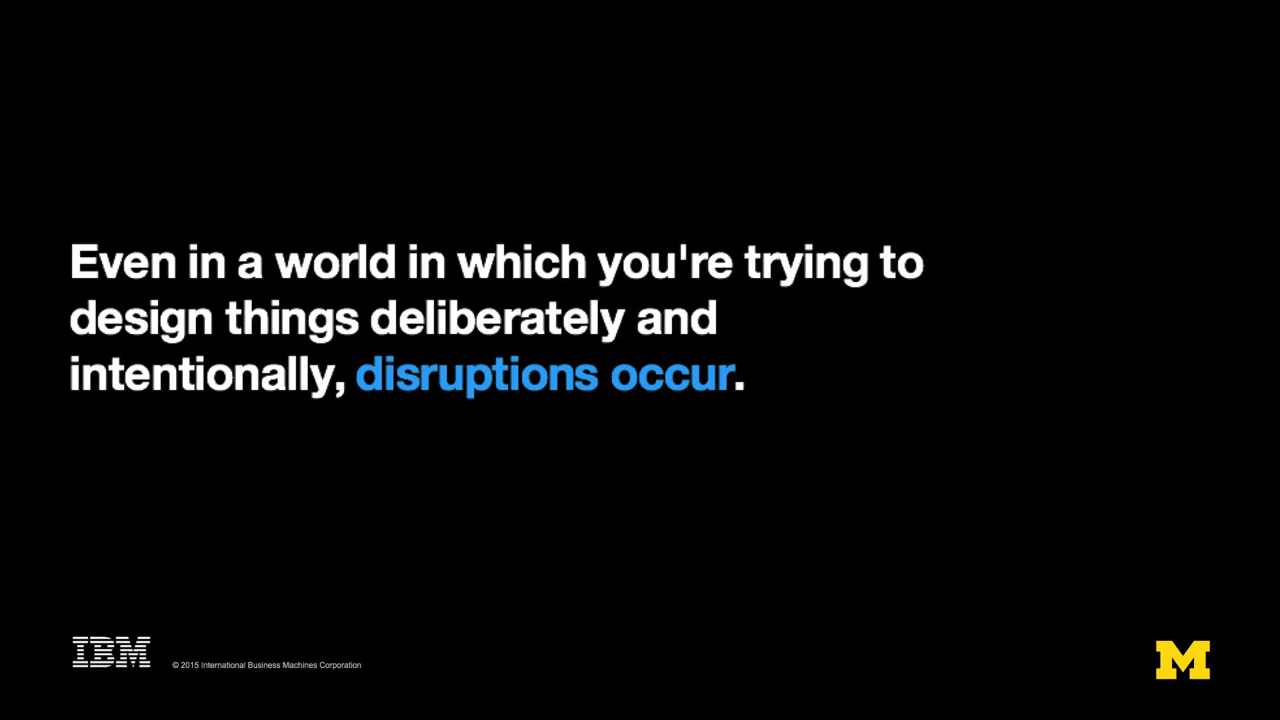 Even in a world in which you're trying to
design things deliberately and
intentionally, disruptions occur.
IBM
© 2015 International Business Machines Corporation
M